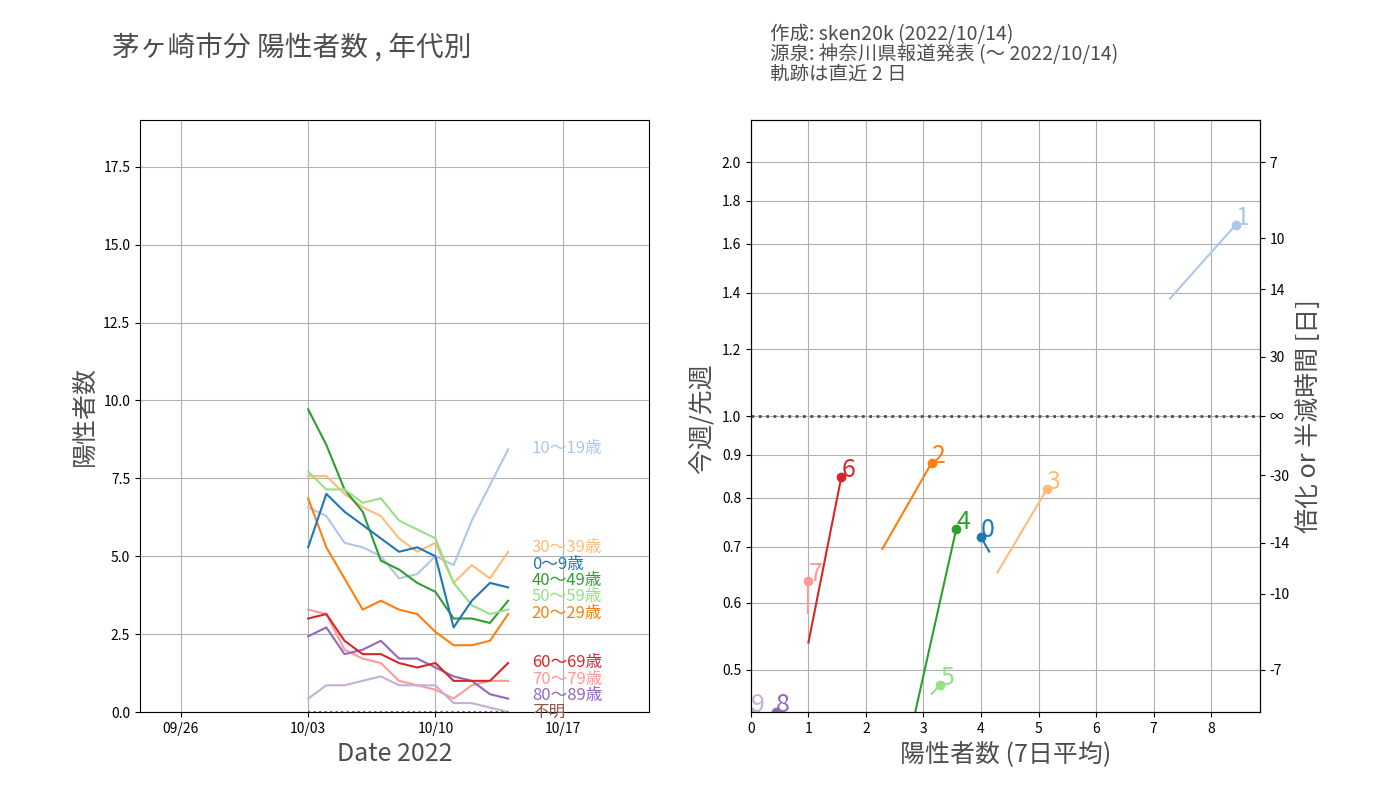 茅ヶ崎市分 陽性者数 , 年代別
作成: sken20k (2022/10/14)
源泉: 神奈川県報道発表 (〜 2022/10/14)
軌跡は直近 2 日
陽性者数
17.5
15.0
12.5
10.0
7.5
5.0
2.5
0.0
09/26
10/03
10/10
10/17
Date 2022
10〜19歳
30〜39歳
0〜9歳
40〜49歳
50〜59歳
20〜29歳
60〜69歳
70〜79歳
80〜89歳
不明
今週/先週
2.0
1.8
1.6
1.4
1.2
1.0
0.9
0.8
0.7
0.6
0.5
0
1
2
3
4
5
6
7
8
陽性者数 (7日平均)
7
10
14
30
∞
-30
-14
-10
-7
倍化 or 半減時間 [日]
1
2
6
3
4
0
7
5
9
8